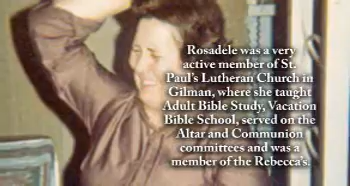 Rosadele was a very
active member of St.
Paul's Lutheran Church in
Gilman, where she taught
Adult Bible Study, Vacation
Bible School, served on the
Altar and Communion
committees and was a
member of the Rebecca's.